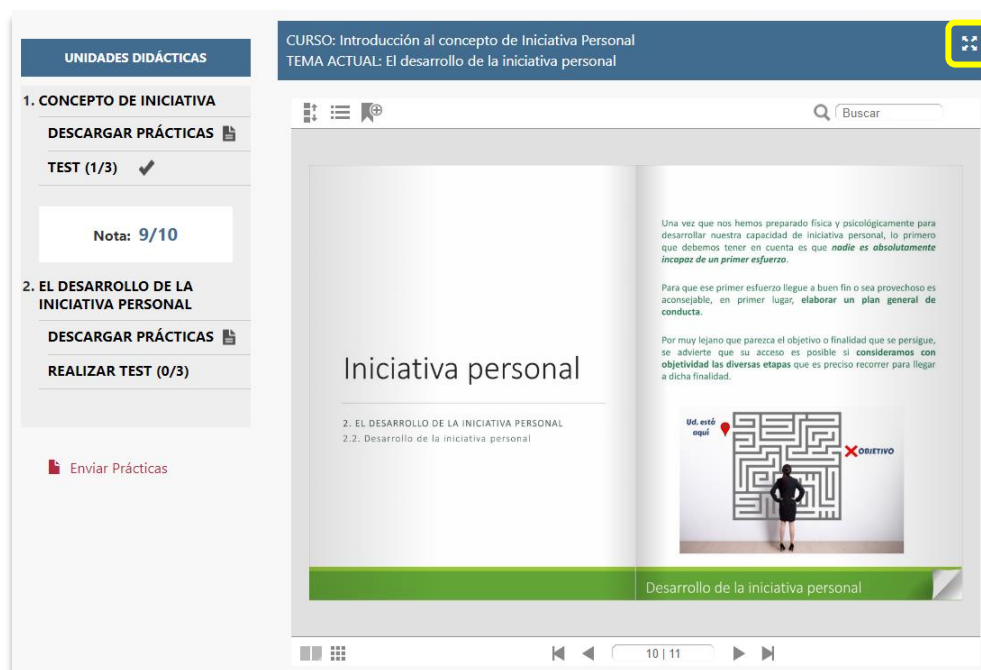 UNIDADES DIDÁCTICAS
1. CONCEPTO DE INICIATIVA
DESCARGAR PRÁCTICAS
TEST (1/3)
Nota: 9/10
2. EL DESARROLLO DE LA
INICIATIVA PERSONAL
DESCARGAR PRÁCTICAS
REALIZAR TEST (0/3)
Enviar Prácticas
CURSO: Introducción al concepto de Iniciativa Personal
TEMA ACTUAL: El desarrollo de la iniciativa personal
Buscar
Iniciativa personal
2. EL DESARROLLO DE LA INICIATIVA PERSONAL
2.2. Desarrollo de la iniciativa personal
Una vez que nos hemos preparado física y psicológicamente para
desarrollar nuestra capacidad de iniciativa personal, lo primero
que debemos tener en cuenta es que nadie es absolutamente
incapaz de un primer esfuerzo.
Para que ese primer esfuerzo llegue a buen fin o sea provechoso es
aconsejable, en primer lugar, elaborar un plan general de
conducta.
Por muy lejano que parezca el objetivo o finalidad que se persigue,
se advierte que su acceso es posible si consideramos con
objetividad las diversas etapas que es preciso recorrer para llegar
a dicha finalidad.
Ud. está
aquí
OBJETIVO
Desarrollo de la iniciativa personal
10 | 11